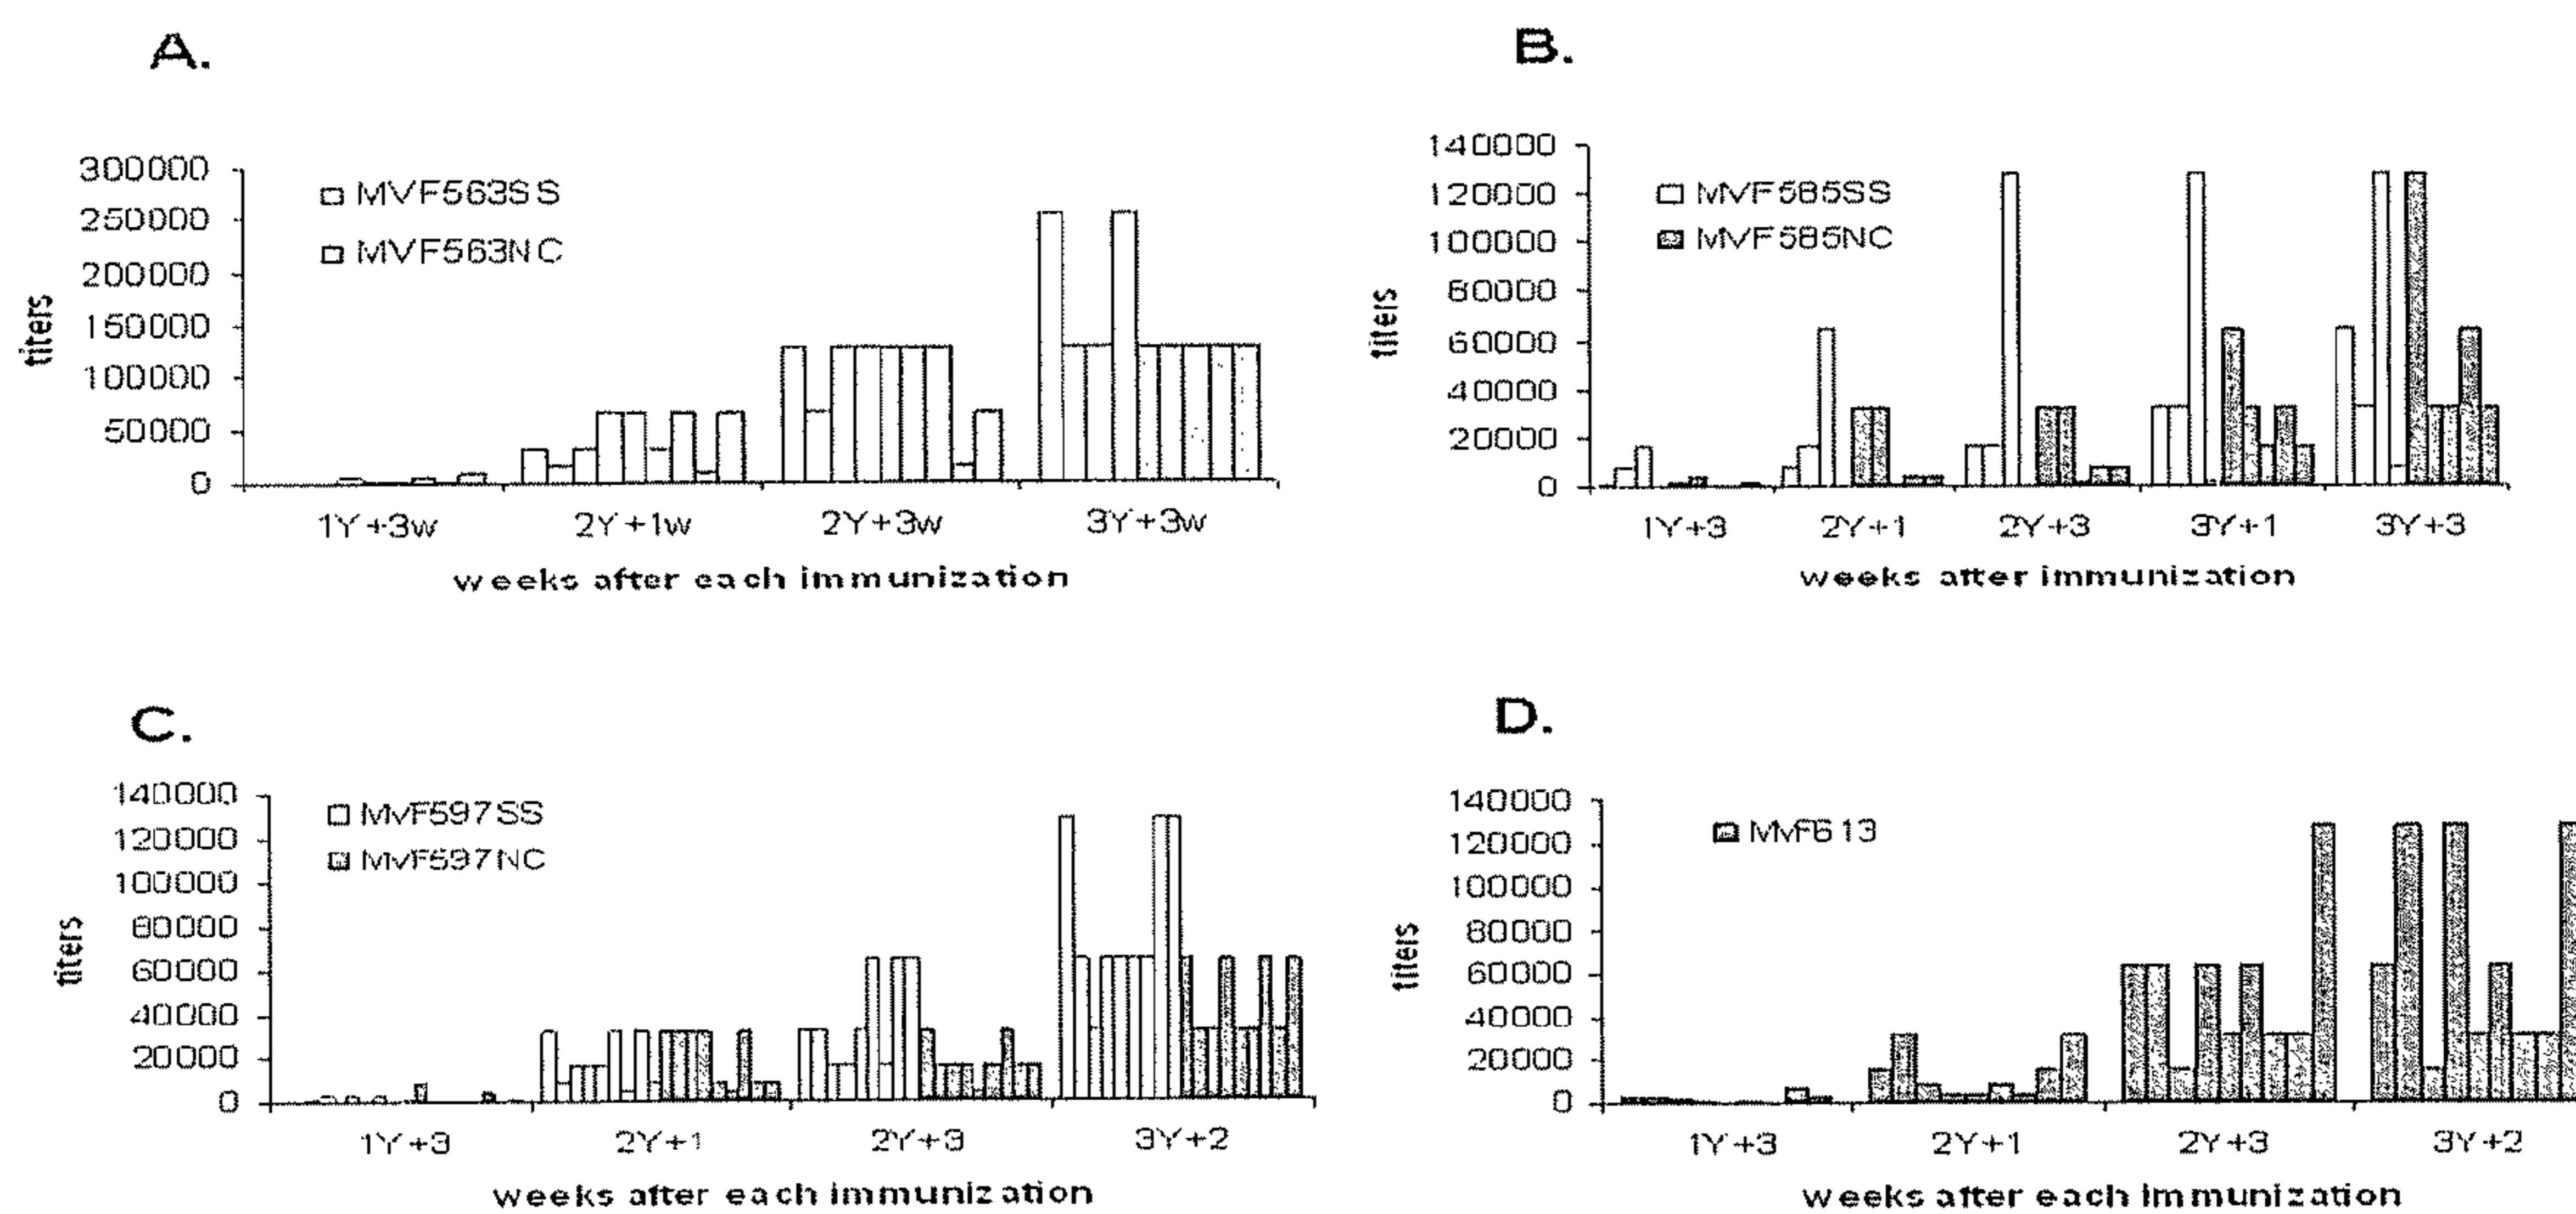 A.
300000
250000
200000
150000
100000
50000
0
titers
MVF563SS
MVF563NC
1Y+3w
2Y+1w
2Y+3w
3Y+3w
weeks after each immunization
B.
140000
120000
100000
80000
60000
40000
20000
0
titers
MVF585SS
MVF585NC
1Y+3
2Y+1
2Y+3
3Y+1
3Y+3
weeks after immunization
C.
140000
120000
100000
80000
60000
40000
20000
0
titers
MvF597SS
MvF597NC
1Y+3
2Y+1
2Y+3
3Y+2
weeks after each immunization
D.
140000
120000
100000
80000
60000
40000
20000
0
titers
MvF613
1Y+3
2Y+1
2Y+3
3Y+2
weeks after each immunization